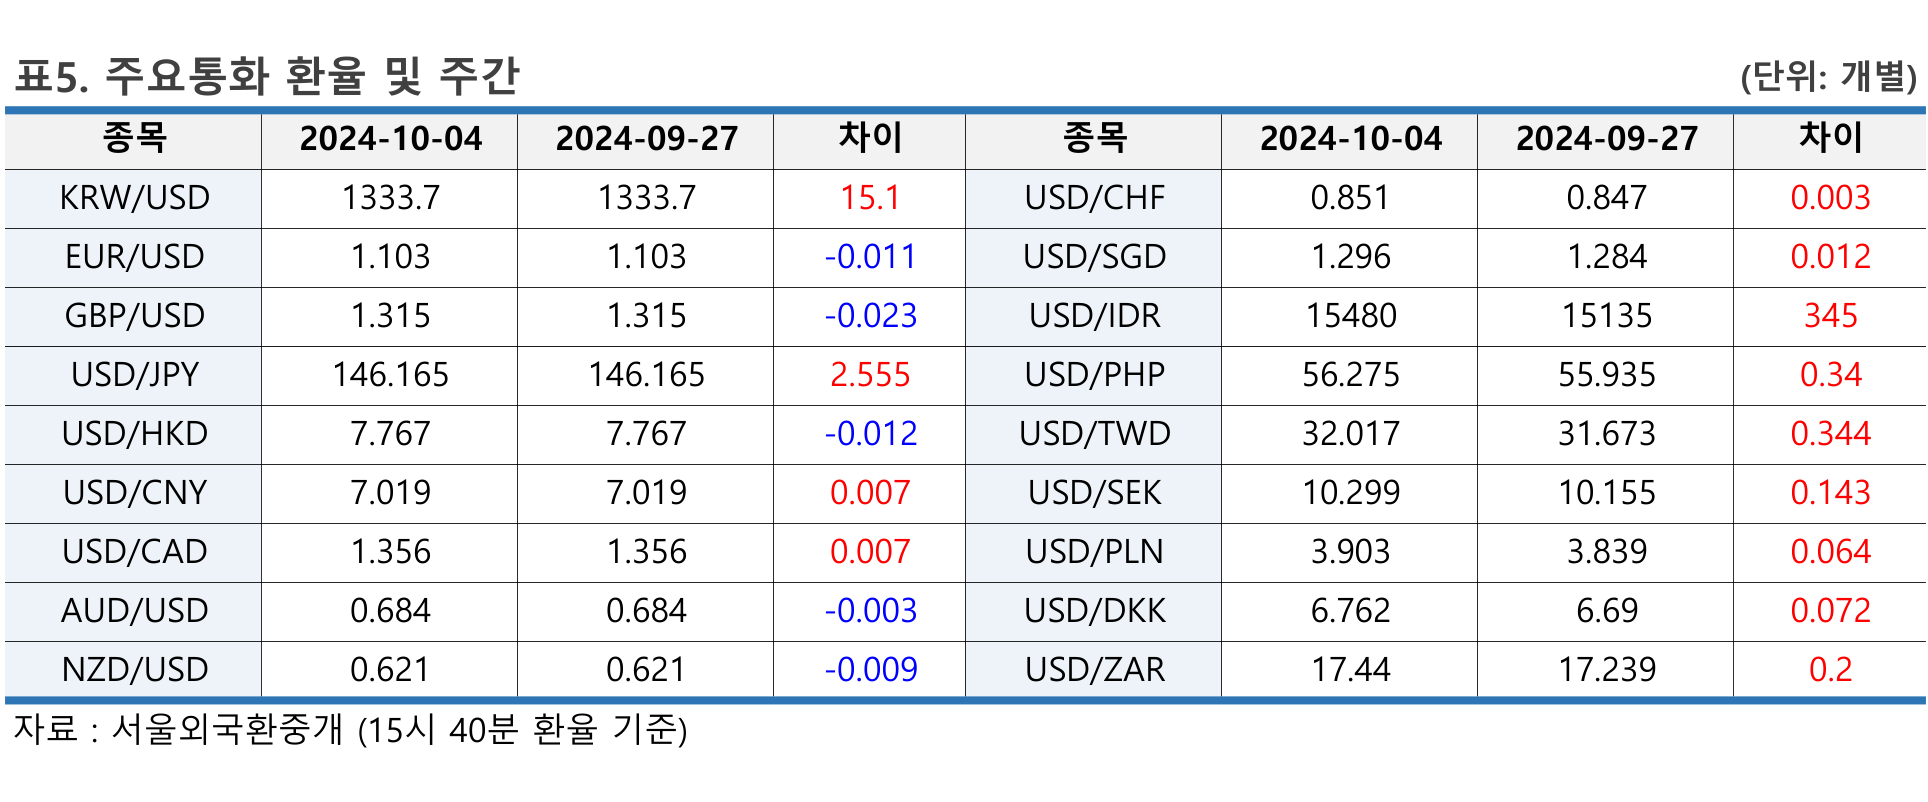 표5. 주요통화 환율 및 주간 (단위: 개별)
종목 2024-10-04 2024-09-27 차이 종목 2024-10-04 2024-09-27 차이
KRW/USD 1333.7 1333.7 15.1 USD/CHF 0.851 0.847 0.003
EUR/USD 1.103 1.103 -0.011 USD/SGD 1.296 1.284 0.012
GBP/USD 1.315 1.315 -0.023 USD/IDR 15480 15135 345
USD/JPY 146.165 146.165 2.555 USD/PHP 56.275 55.935 0.34
USD/HKD 7.767 7.767 -0.012 USD/TWD 32.017 31.673 0.344
USD/CNY 7.019 7.019 0.007 USD/SEK 10.299 10.155 0.143
USD/CAD 1.356 1.356 0.007 USD/PLN 3.903 3.839 0.064
AUD/USD 0.684 0.684 -0.003 USD/DKK 6.762 6.69 0.072
NZD/USD 0.621 0.621 -0.009 USD/ZAR 17.44 17.239 0.2
자료 : 서울외국환중개 (15시 40분 환율 기준)